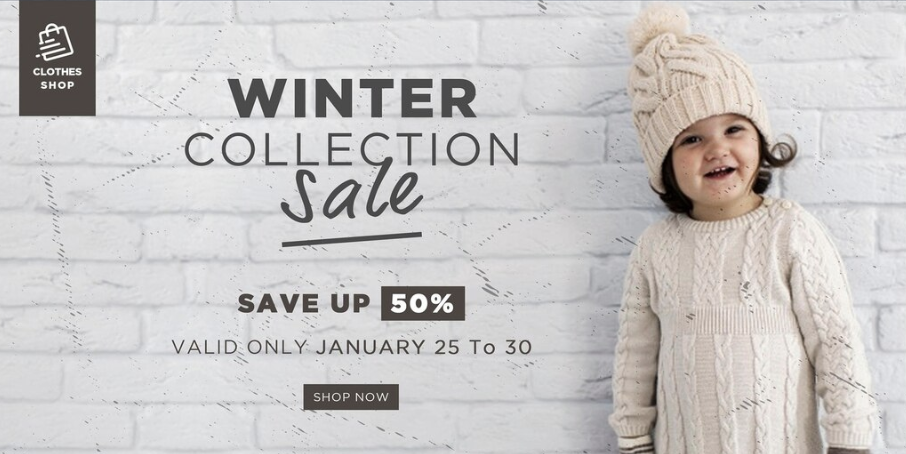 CLOTHES
SHOP
WINTER
COLLECTION
sale
SAVE UP 50%
VALID ONLY JANUARY 25 To 30
SHOP NOW